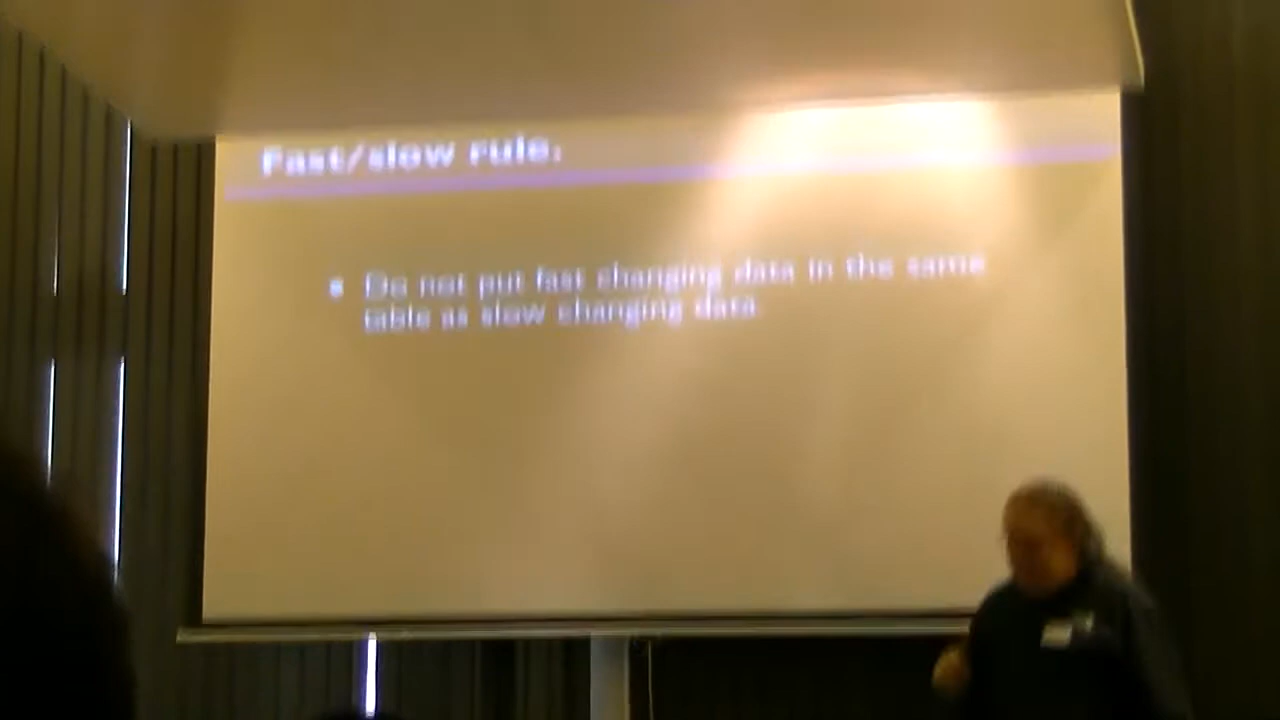 Fast/slow rule.
Do not put fast changing data in the same
table as slow changing data.